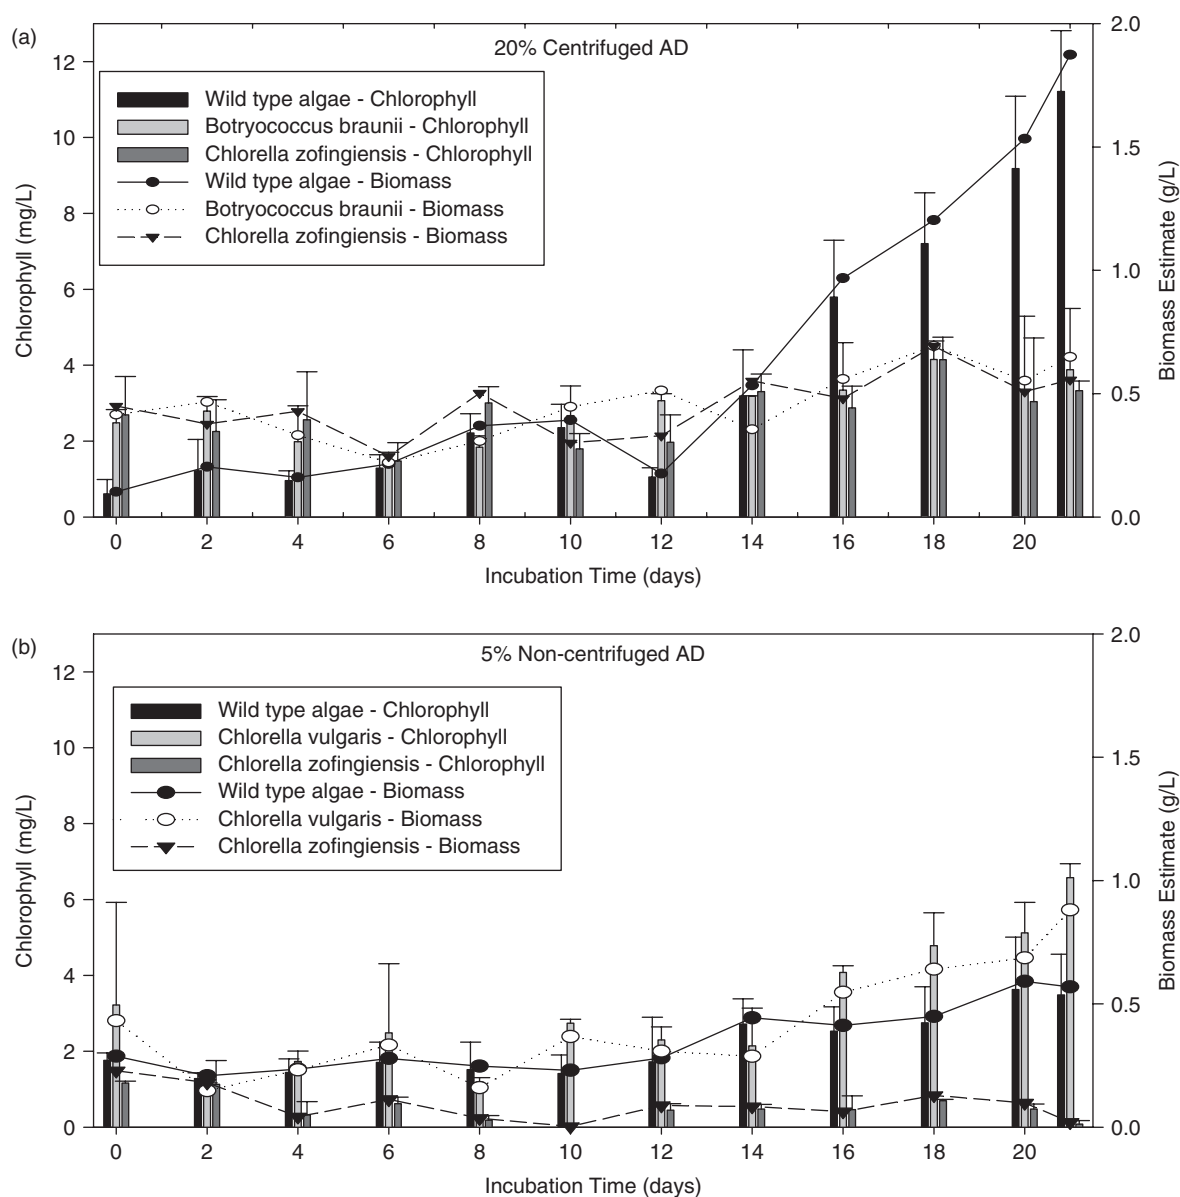 (a)
20% Centrifuged AD
Wild type algae - Chlorophyll
Botryococcus braunii - Chlorophyll
Chlorella zofingiensis - Chlorophyll
Wild type algae - Biomass
Botryococcus braunii - Biomass
Chlorella zofingiensis - Biomass
Chlorophyll (mg/L)
12
10
8
6
4
2
0
2.0
1.5
1.0
0.5
0.0
Biomass Estimate (g/L)
0 2 4 6 8 10 12 14 16 18 20
Incubation Time (days)
(b)
5% Non-centrifuged AD
Wild type algae - Chlorophyll
Chlorella vulgaris - Chlorophyll
Chlorella zofingiensis - Chlorophyll
Wild type algae - Biomass
Chlorella vulgaris - Biomass
Chlorella zofingiensis - Biomass
Chlorophyll (mg/L)
12
10
8
6
4
2
0
2.0
1.5
1.0
0.5
0.0
Biomass Estimate (g/L)
0 2 4 6 8 10 12 14 16 18 20
Incubation Time (days)